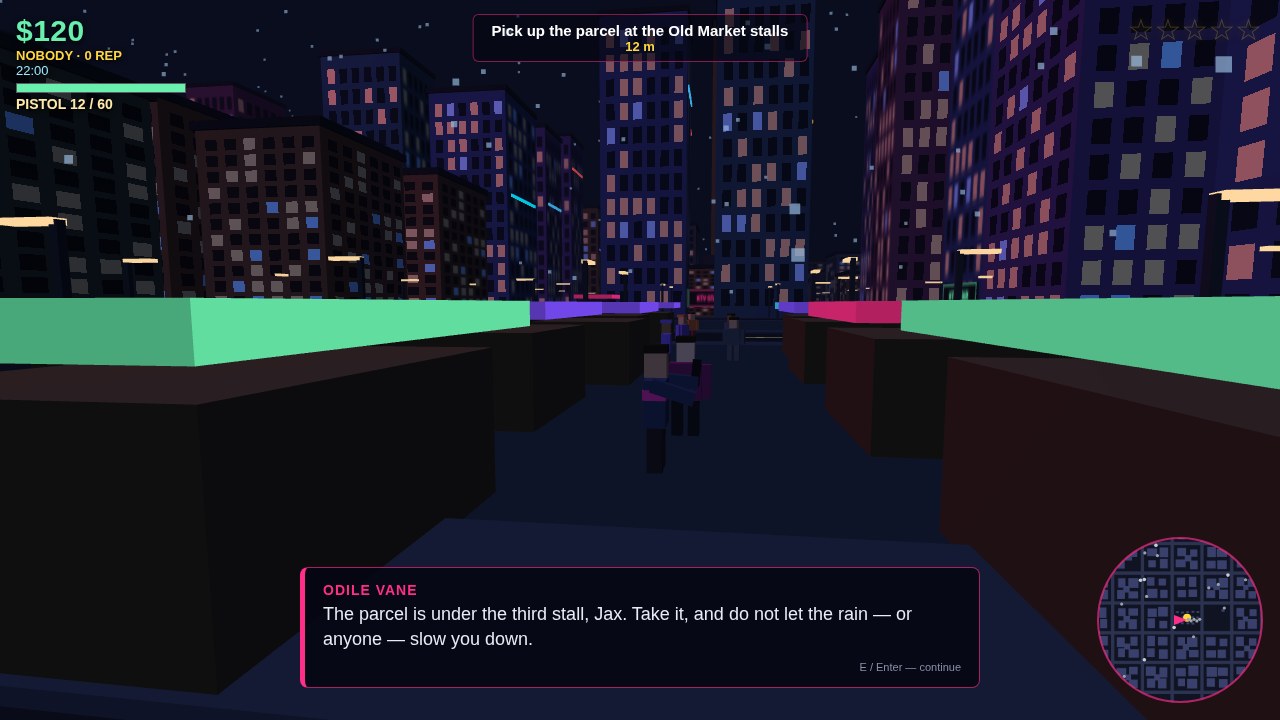 $120
NOBODY · 0 REP
22:00
PISTOL 12 / 60
Pick up the parcel at the Old Market stalls
12 m
☆☆☆☆☆
ODILE VANE
The parcel is under the third stall, Jax. Take it, and do not let the rain — or
anyone — slow you down.
E / Enter — continue